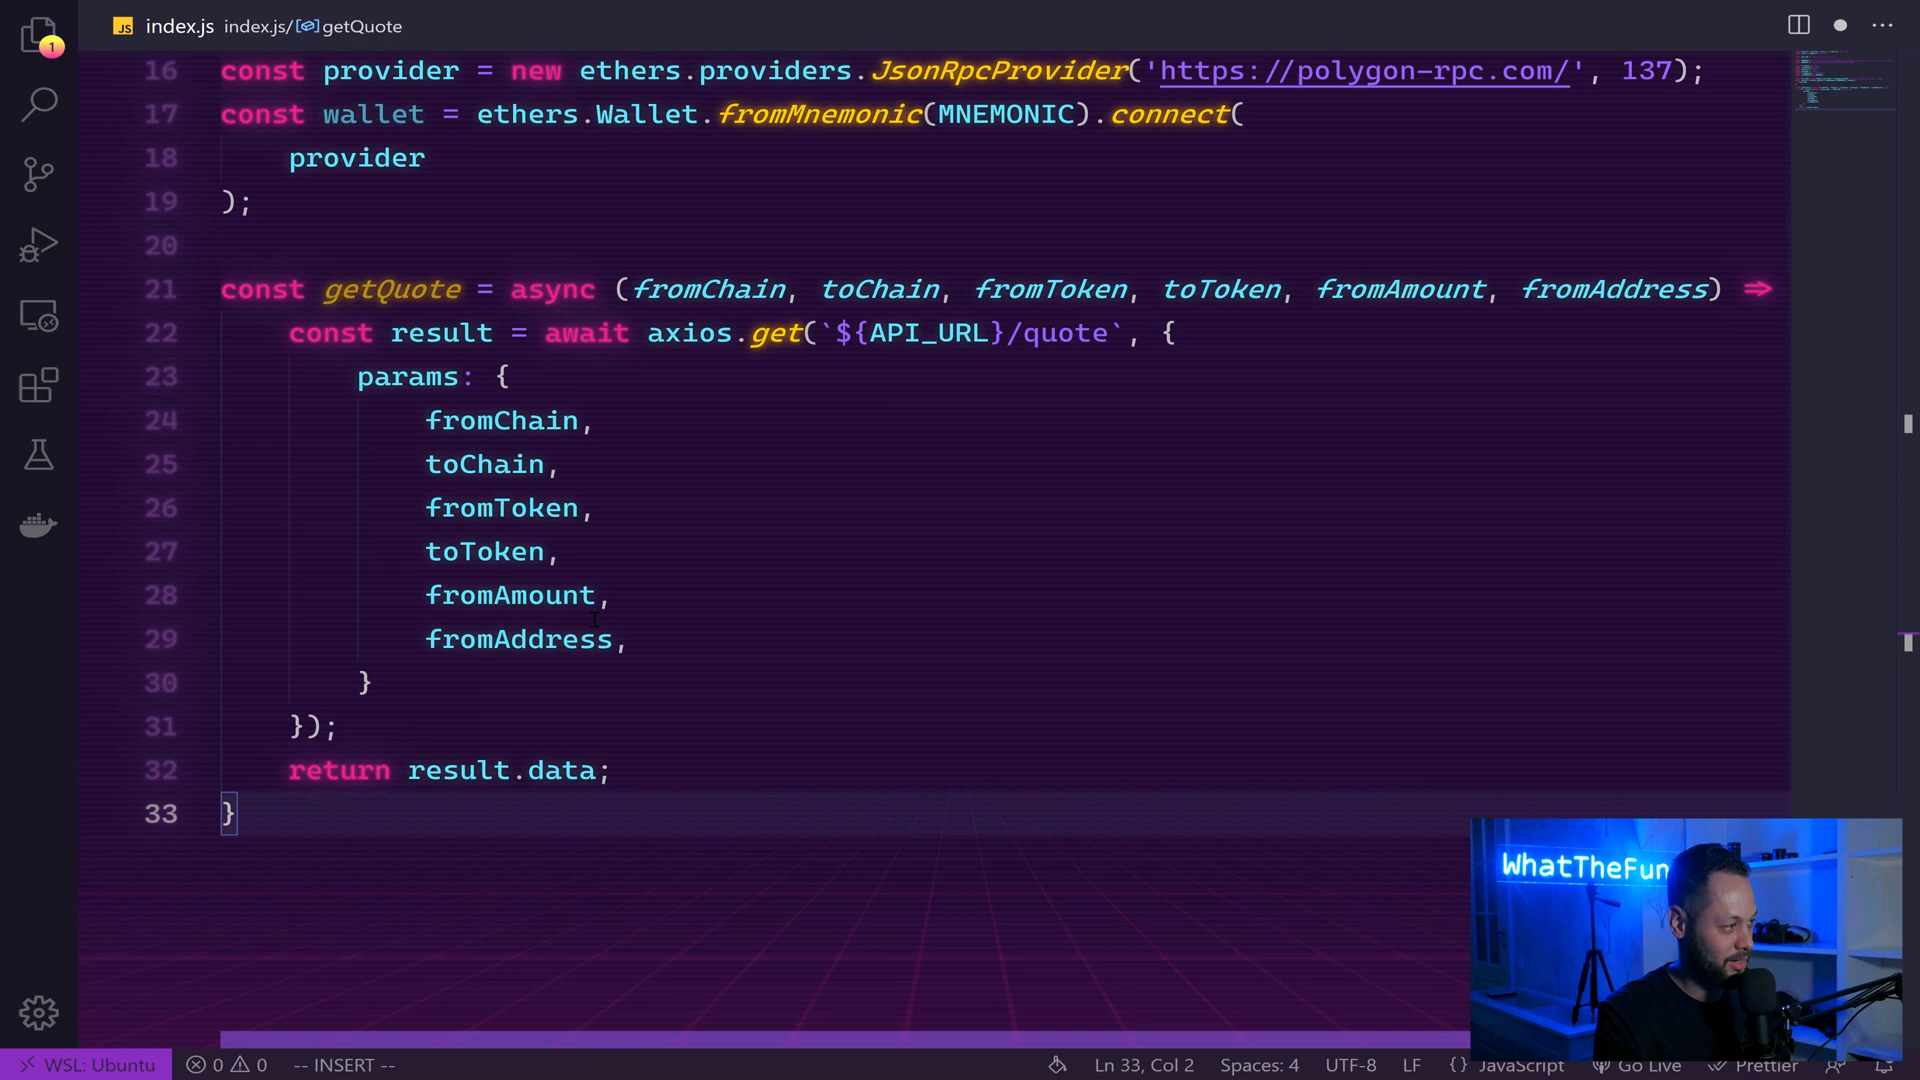 JS index.js index.js/getQuote
1
16 const provider = new ethers.providers.JsonRpcProvider('https://polygon-rpc.com/', 137);
17 const wallet = ethers.Wallet.fromMnemonic(MNEMONIC).connect(
18 provider
19 );
20
21 const getQuote = async (fromChain, toChain, fromToken, toToken, fromAmount, fromAddress) =>
22 const result = await axios.get(`${API_URL}/quote`, {
23 params: {
24 fromChain,
25 toChain,
26 fromToken,
27 toToken,
28 fromAmount,
29 fromAddress,
30 }
31 });
32 return result.data;
33 }
WhatTheFun
WSL: Ubuntu 0 0 -- INSERT -- Ln 33, Col 2 Spaces: 4 UTF-8 LF {} JavaScript Go Live Prettier